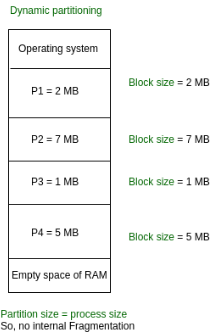 Dynamic partitioning
Operating system
P1 = 2 MB
Block size = 2 MB
P2 = 7 MB
Block size = 7 MB
P3 = 1 MB
Block size = 1 MB
P4 = 5 MB
Block size = 5 MB
Empty space of RAM
Partition size = process size
So, no internal Fragmentation